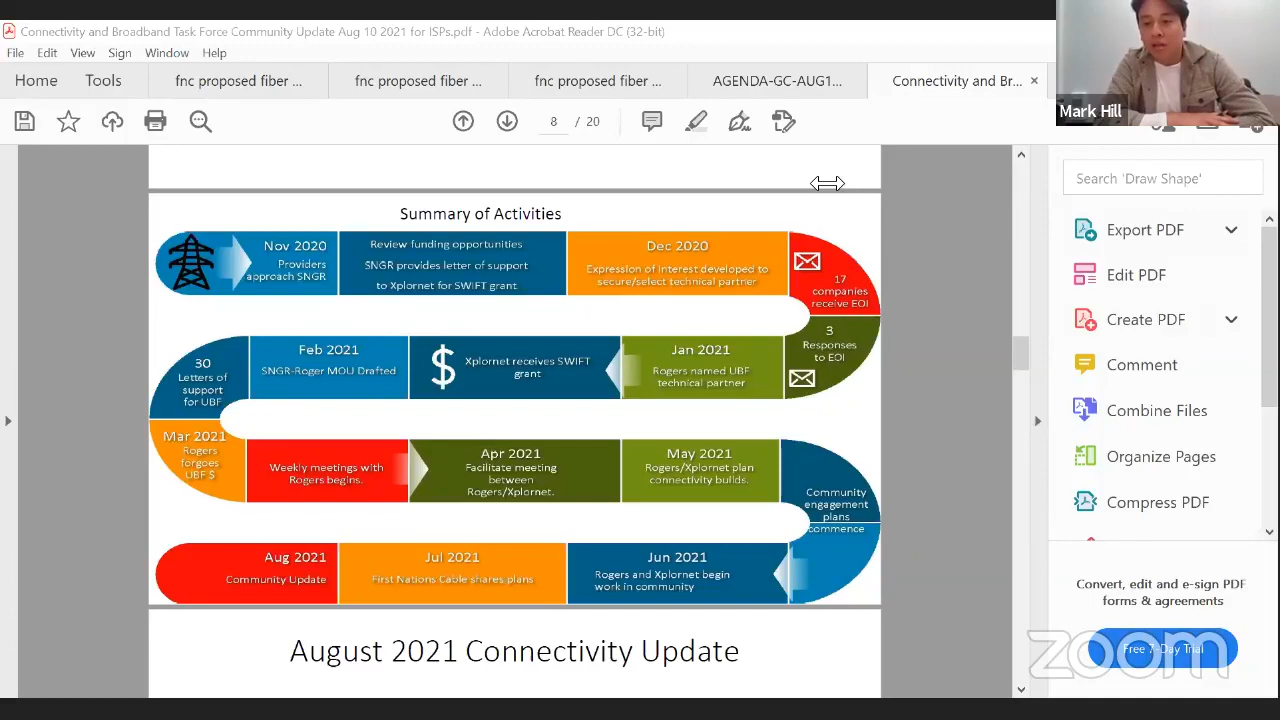 Connectivity and Broadband Task Force Community Update Aug 10 2021 for ISPs.pdf - Adobe Acrobat Reader DC (32-bit)
File Edit View Sign Window Help
Home Tools fnc proposed fiber ... fnc proposed fiber ... fnc proposed fiber ... AGENDA-GC-AUG1... Connectivity and Br... ×
Mark Hill
8 / 20
Search 'Draw Shape'
Summary of Activities
Nov 2020
Providers
approach SNGR
Review funding opportunities
SNGR provides letter of support
to Xplornet for SWIFT grant
Dec 2020
Expression of Interest developed to
secure/select technical partner
17
companies
receive EOI
3
Responses
to EOI
Jan 2021
Rogers named UBF
technical partner
$
Xplornet receives SWIFT
grant
Feb 2021
SNGR-Roger MOU Drafted
30
Letters of
support
for UBF
Mar 2021
Rogers
forgoes
UBF $
Weekly meetings with
Rogers begins.
Apr 2021
Facilitate meeting
between
Rogers/Xplornet.
May 2021
Rogers/Xplornet plan
connectivity builds.
Community
engagement
plans
commence
Jun 2021
Rogers and Xplornet begin
work in community
Jul 2021
First Nations Cable shares plans
Aug 2021
Community Update
August 2021 Connectivity Update
Export PDF
Edit PDF
Create PDF
Comment
Combine Files
Organize Pages
Compress PDF
Convert, edit and e-sign PDF
forms & agreements
Free 7-Day Trial
zoom